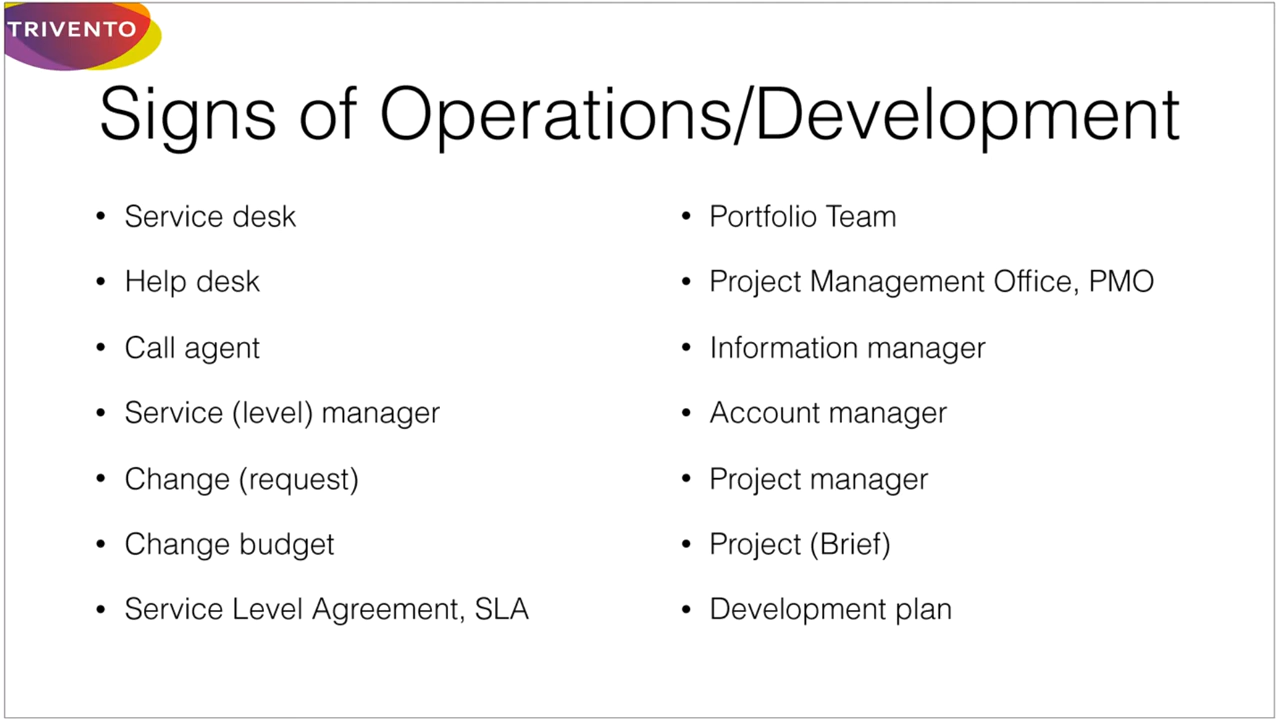 TRIVENTO
Signs of Operations/Development
• Service desk
• Help desk
• Call agent
• Service (level) manager
• Change (request)
• Change budget
• Service Level Agreement, SLA
• Portfolio Team
• Project Management Office, PMO
• Information manager
• Account manager
• Project manager
• Project (Brief)
• Development plan